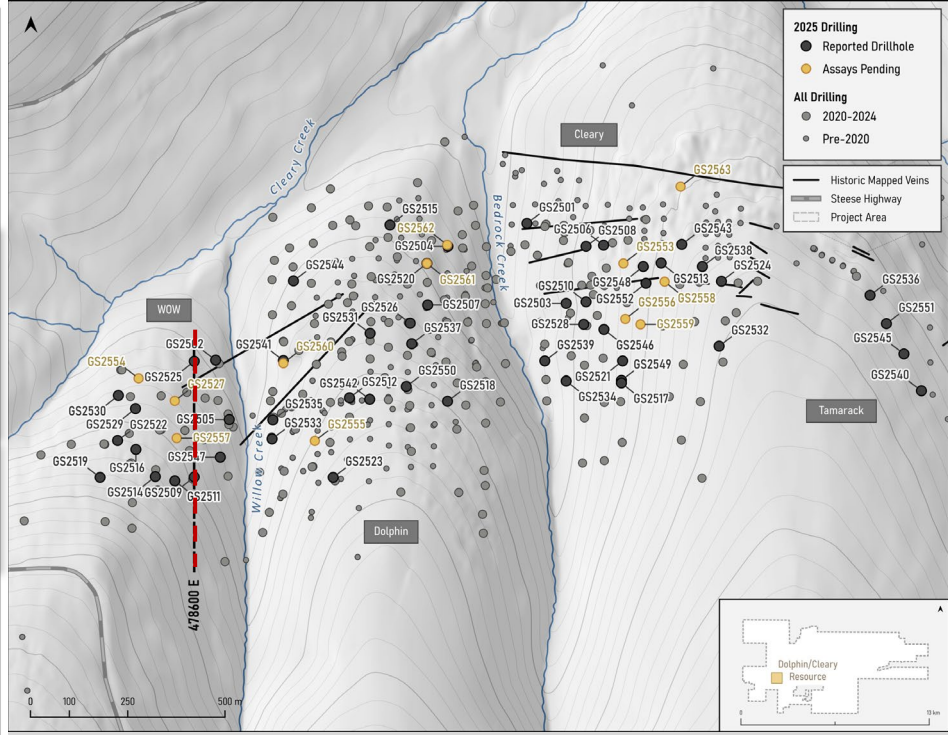 2025 Drilling
Reported Drillhole
Assays Pending
All Drilling
2020-2024
Pre-2020
Historic Mapped Veins
Steese Highway
Project Area
Cleary
Cleary Creek
Bedrock Creek
Willow Creek
GS2563
GS2515
GS2562
GS2504
GS2501
GS2506
GS2508
GS2543
GS2553
GS2538
GS2544
GS2520
GS2561
GS2548
GS2513
GS2524
GS2510
GS2552
GS2558
GS2503
GS2556
GS2536
WOW
GS2526
GS2507
GS2531
GS2528
GS2559
GS2551
GS2537
GS2532
GS2541
GS2560
GS2539
GS2546
GS2545
GS2554
GS2525
GS2527
GS2550
GS2521
GS2549
GS2540
GS2542
GS2512
GS2518
GS2534
GS2517
GS2530
GS2535
GS2505
Tamarack
GS2529
GS2522
GS2533
GS2557
GS2519
GS2516
GS2523
GS2514
GS2509
GS2511
Dolphin
478600 E
0 100 250 500 m
Dolphin/Cleary
Resource
0 13 km